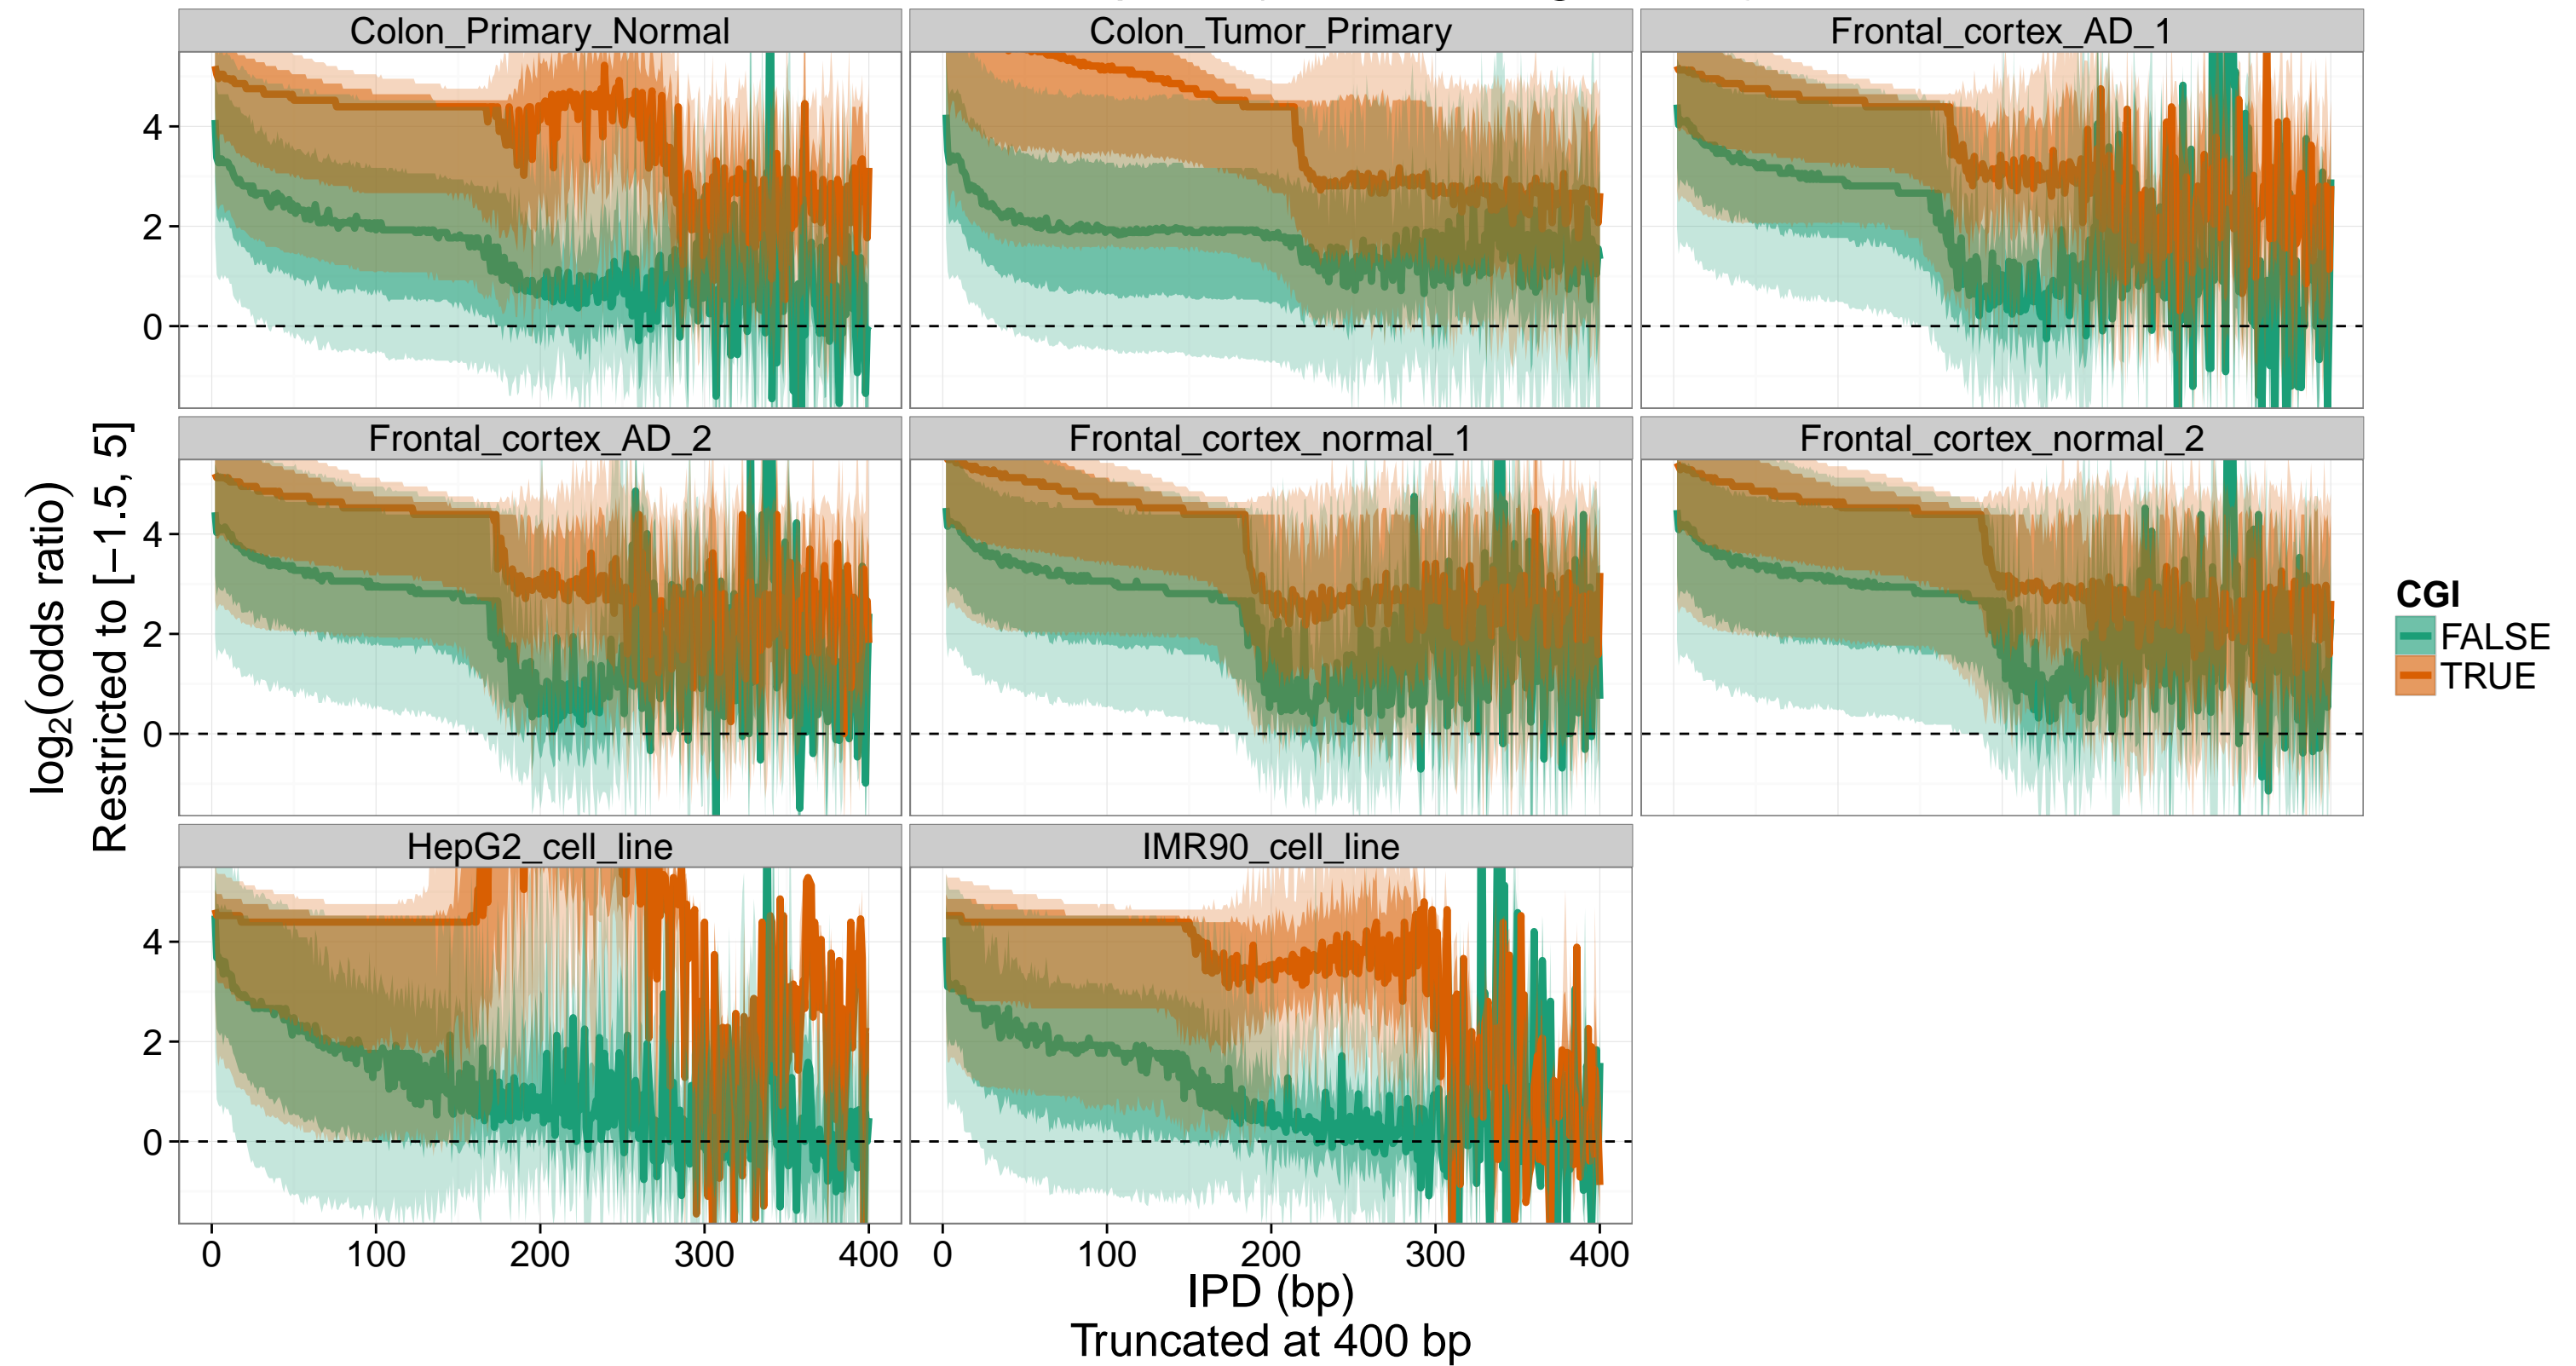 Colon_Primary_Normal
Colon_Tumor_Primary
Frontal_cortex_AD_1
4
2
0
Frontal_cortex_AD_2
Frontal_cortex_normal_1
Frontal_cortex_normal_2
4
2
0
log₂(odds ratio)
Restricted to [−1.5, 5]
CGI
FALSE
TRUE
HepG2_cell_line
IMR90_cell_line
4
2
0
0 100 200 300 400
0 100 200 300 400
IPD (bp)
Truncated at 400 bp